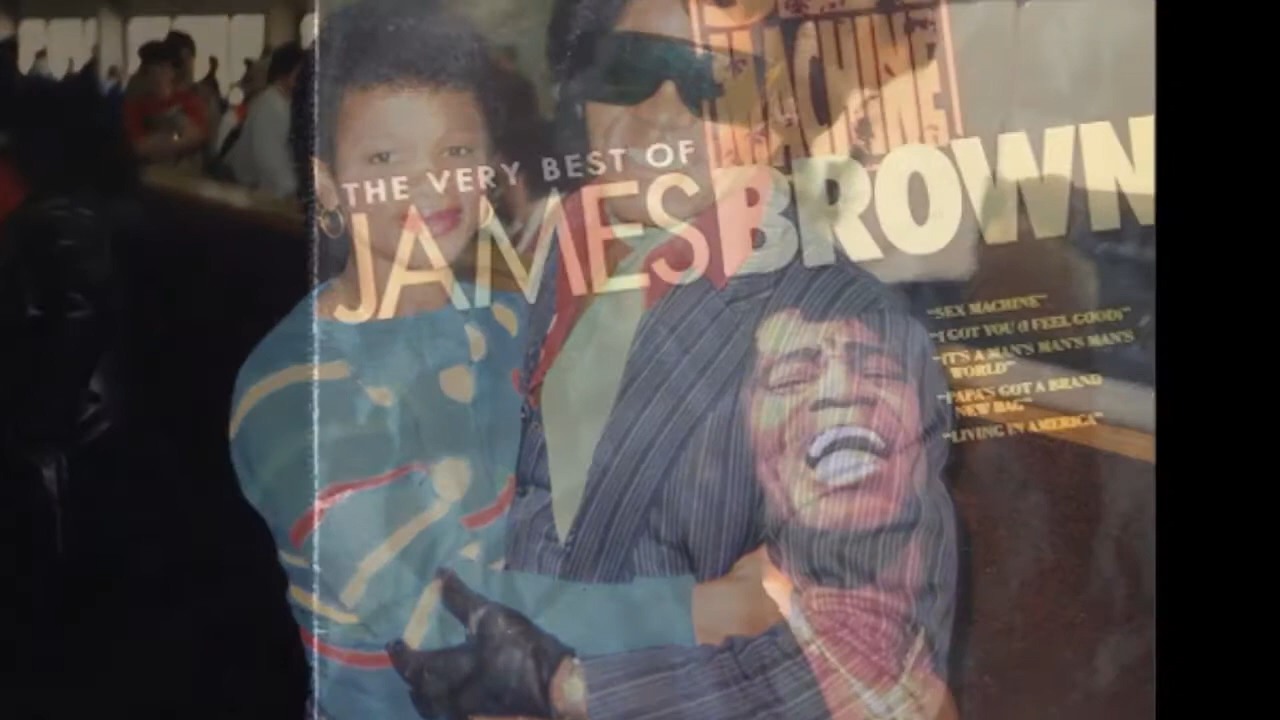 MACHINE
THE VERY BEST OF
JAMES BROWN
"SEX MACHINE"
"I GOT YOU (I FEEL GOOD)"
"IT'S A MAN'S MAN'S MAN'S
WORLD"
"PAPA'S GOT A BRAND
NEW BAG"
"LIVING IN AMERICA"